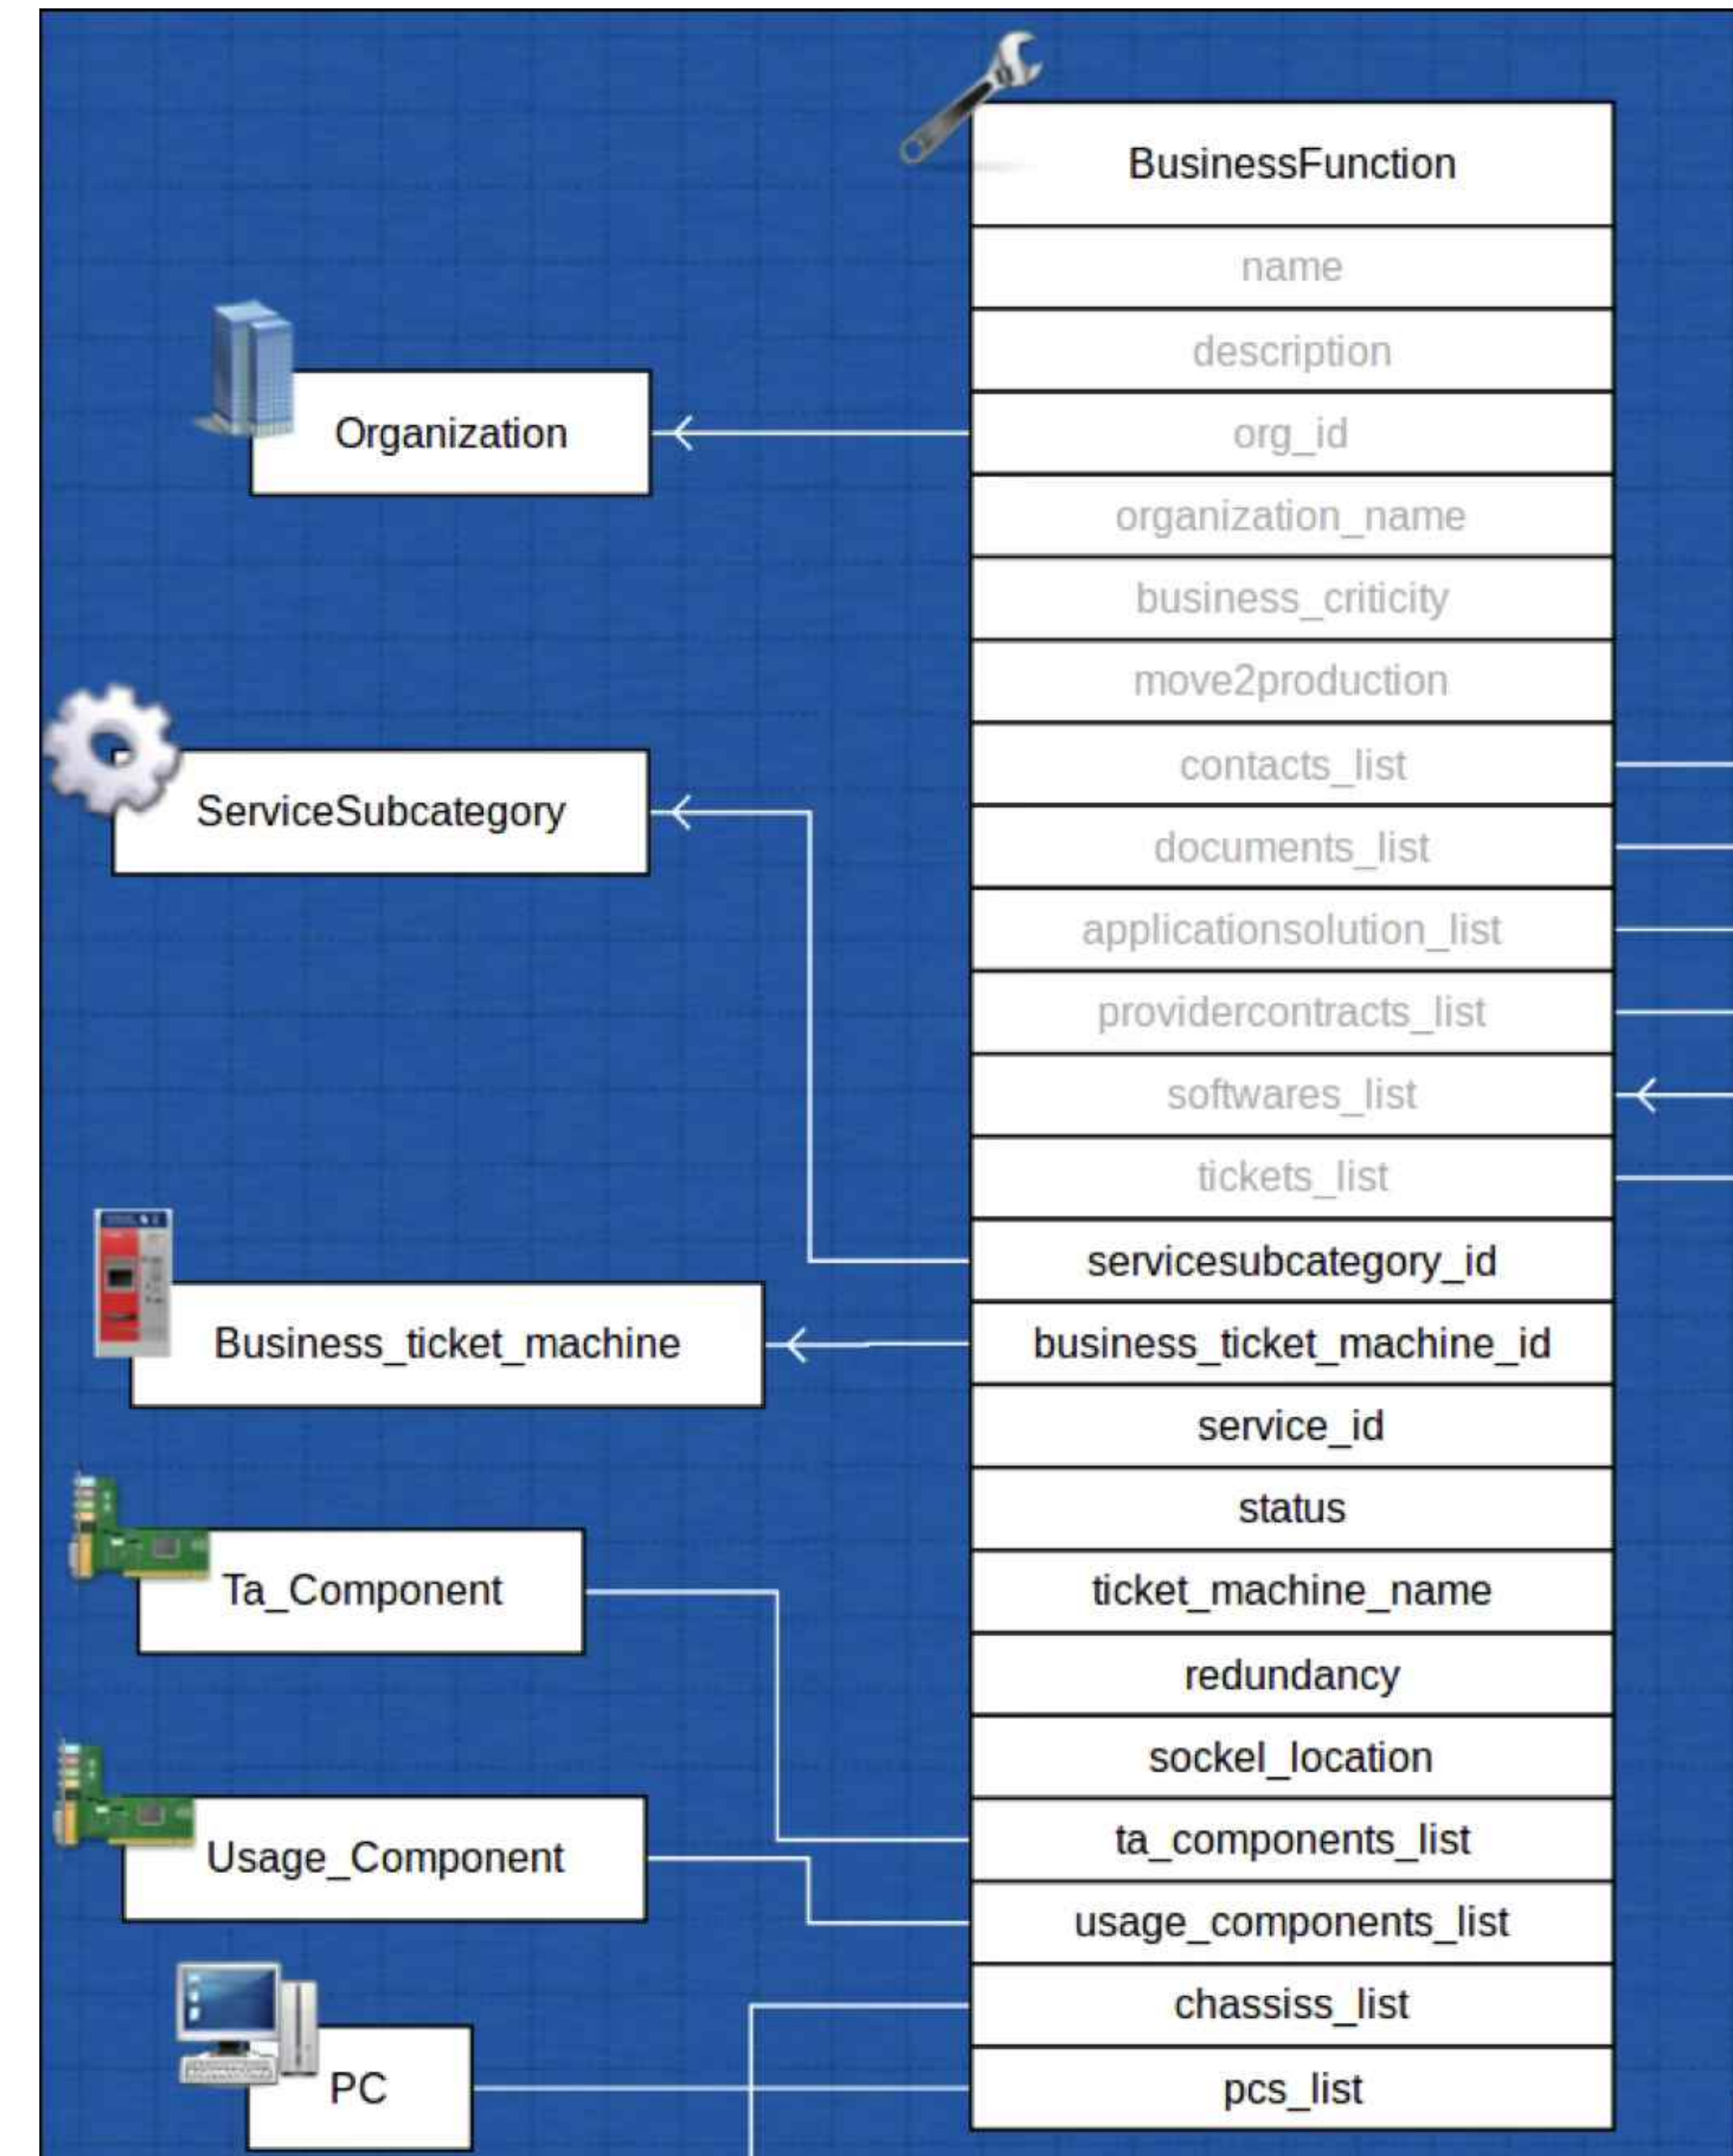 BusinessFunction
name
description
org_id
organization_name
business_criticity
move2production
contacts_list
documents_list
applicationsolution_list
providercontracts_list
softwares_list
tickets_list
servicesubcategory_id
business_ticket_machine_id
service_id
status
ticket_machine_name
redundancy
sockel_location
ta_components_list
usage_components_list
chassiss_list
pcs_list
Organization
ServiceSubcategory
Business_ticket_machine
Ta_Component
Usage_Component
PC